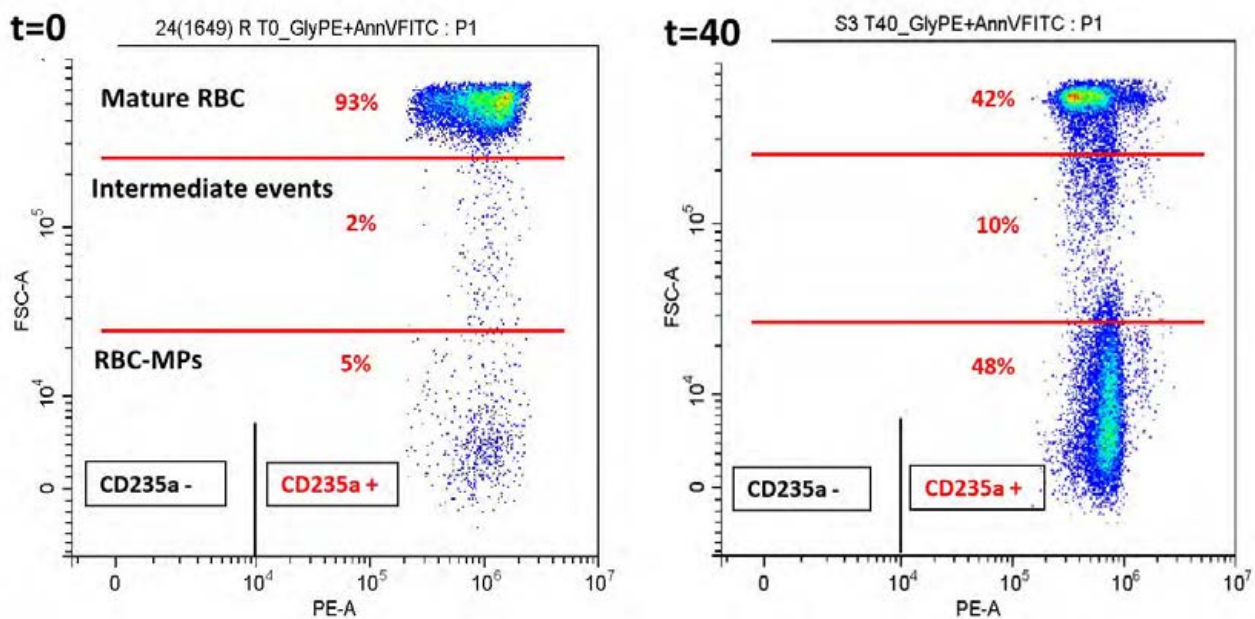 t=0
24(1649) R T0_GlyPE+AnnVFITC : P1
Mature RBC
93%
Intermediate events
2%
RBC-MPs
5%
CD235a -
CD235a +
FSC-A
10^5
10^4
0
0
10^4
10^5
10^6
10^7
PE-A
t=40
S3 T40_GlyPE+AnnVFITC : P1
42%
10%
48%
CD235a -
CD235a +
FSC-A
10^5
10^4
0
0
10^4
10^5
10^6
10^7
PE-A